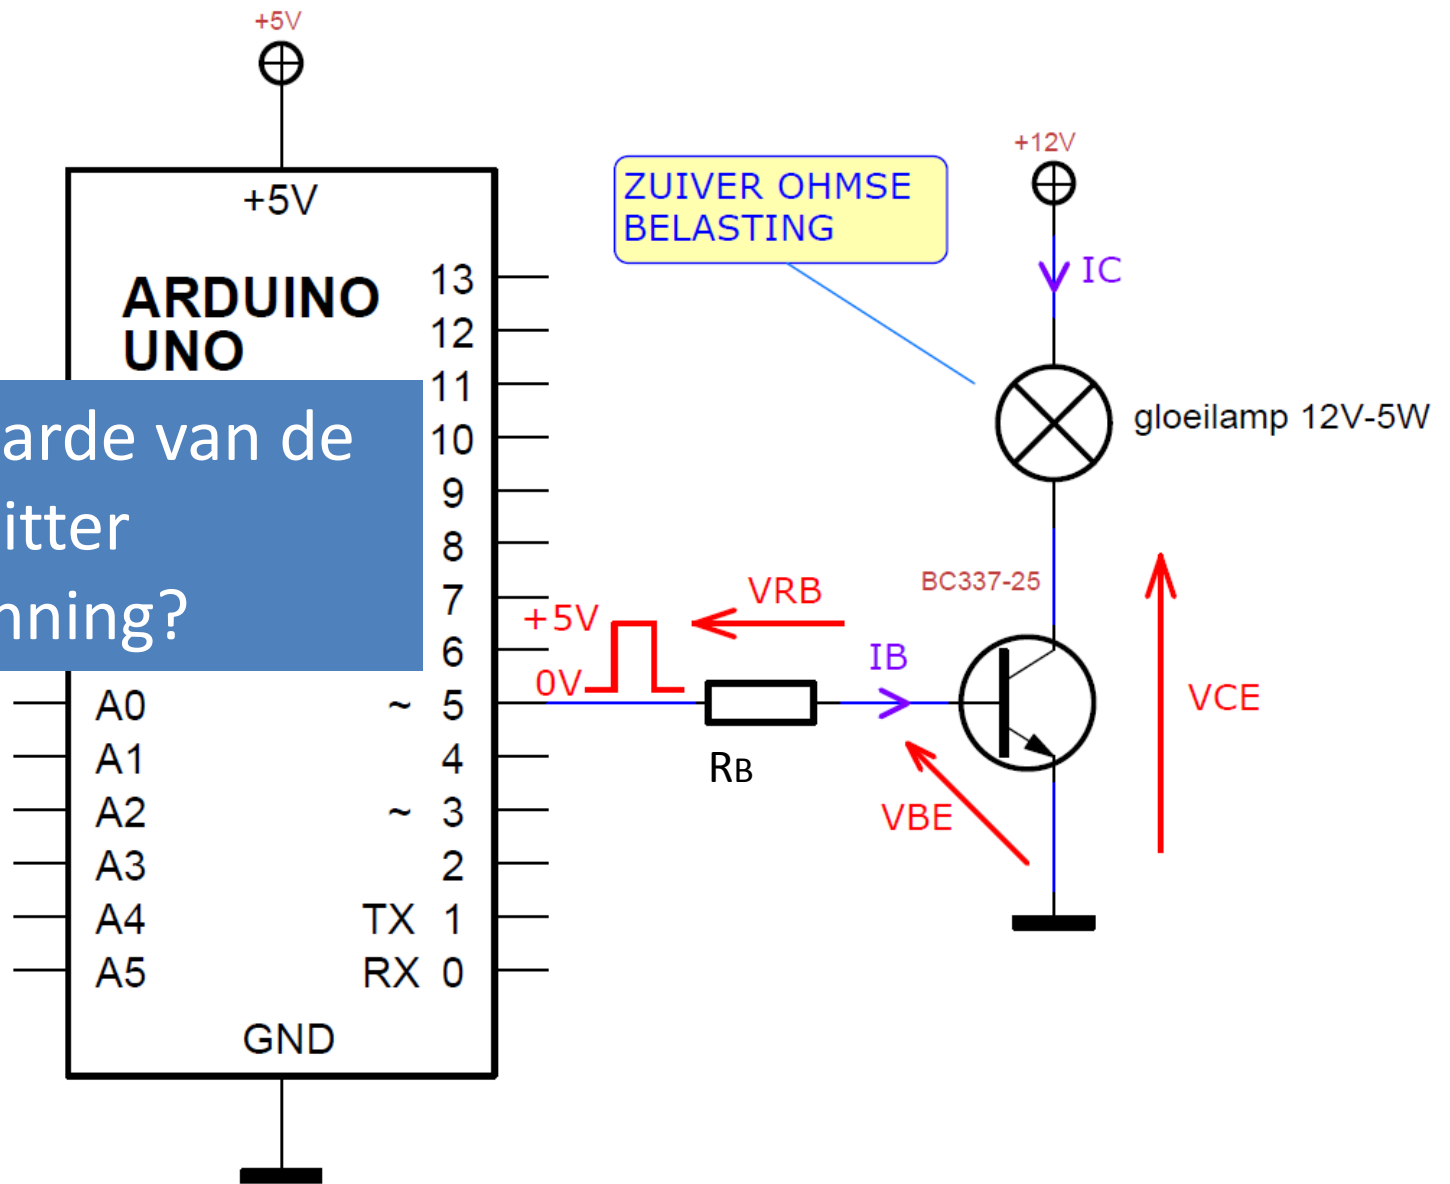 +5V
+5V
ARDUINO
UNO
13
12
11
10
9
8
7
6
~ 5
4
~ 3
2
TX 1
RX 0
A0
A1
A2
A3
A4
A5
GND
arde van de
itter
nning?
ZUIVER OHMSE
BELASTING
+12V
IC
gloeilamp 12V-5W
BC337-25
+5V
0V
VRB
IB
RB
VBE
VCE